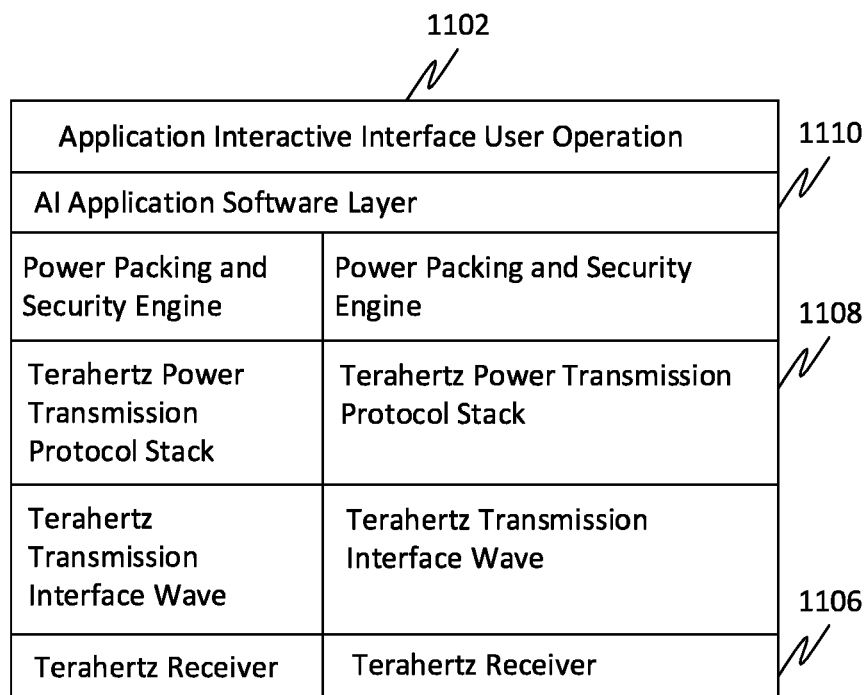 1102
Application Interactive Interface User Operation
1110
AI Application Software Layer
Power Packing and
Security Engine
Power Packing and Security
Engine
1108
Terahertz Power
Transmission
Protocol Stack
Terahertz Power Transmission
Protocol Stack
Terahertz
Transmission
Interface Wave
Terahertz Transmission
Interface Wave
1106
Terahertz Receiver
Terahertz Receiver